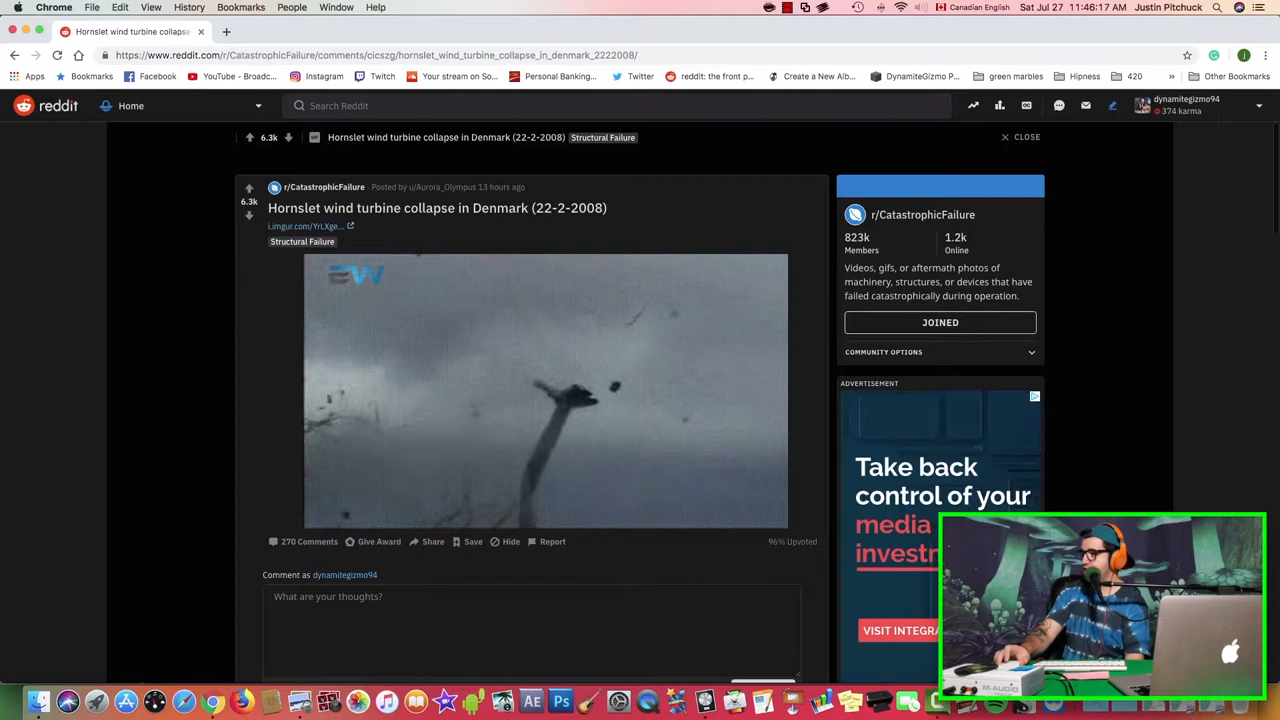 Chrome File Edit View History Bookmarks People Window Help
Canadian English Sat Jul 27 11:46:17 AM Justin Pitchuck
Hornslet wind turbine collapse
https://www.reddit.com/r/CatastrophicFailure/comments/cicszg/hornslet_wind_turbine_collapse_in_denmark_2222008/
Apps Bookmarks Facebook YouTube – Broadc... Instagram Twitch Your stream on So... Personal Banking... Twitter reddit: the front p... Create a New Alb... DynamiteGizmo P... green marbles Hipness 420 » Other Bookmarks
reddit Home Search Reddit dynamitegizmo94
374 karma
6.3k Hornslet wind turbine collapse in Denmark (22-2-2008) Structural Failure CLOSE
r/CatastrophicFailure · Posted by u/Aurora_Olympus 13 hours ago
6.3k
Hornslet wind turbine collapse in Denmark (22-2-2008)
i.imgur.com/YrLXge...
Structural Failure
EW
270 Comments Give Award Share Save Hide Report 96% Upvoted
Comment as dynamitegizmo94
What are your thoughts?
r/CatastrophicFailure
823k 1.2k
Members Online
Videos, gifs, or aftermath photos of
machinery, structures, or devices that have
failed catastrophically during operation.
JOINED
COMMUNITY OPTIONS
ADVERTISEMENT
Take back
control of your
media
investm
VISIT INTEGRA
M-AUDIO
AE Ps